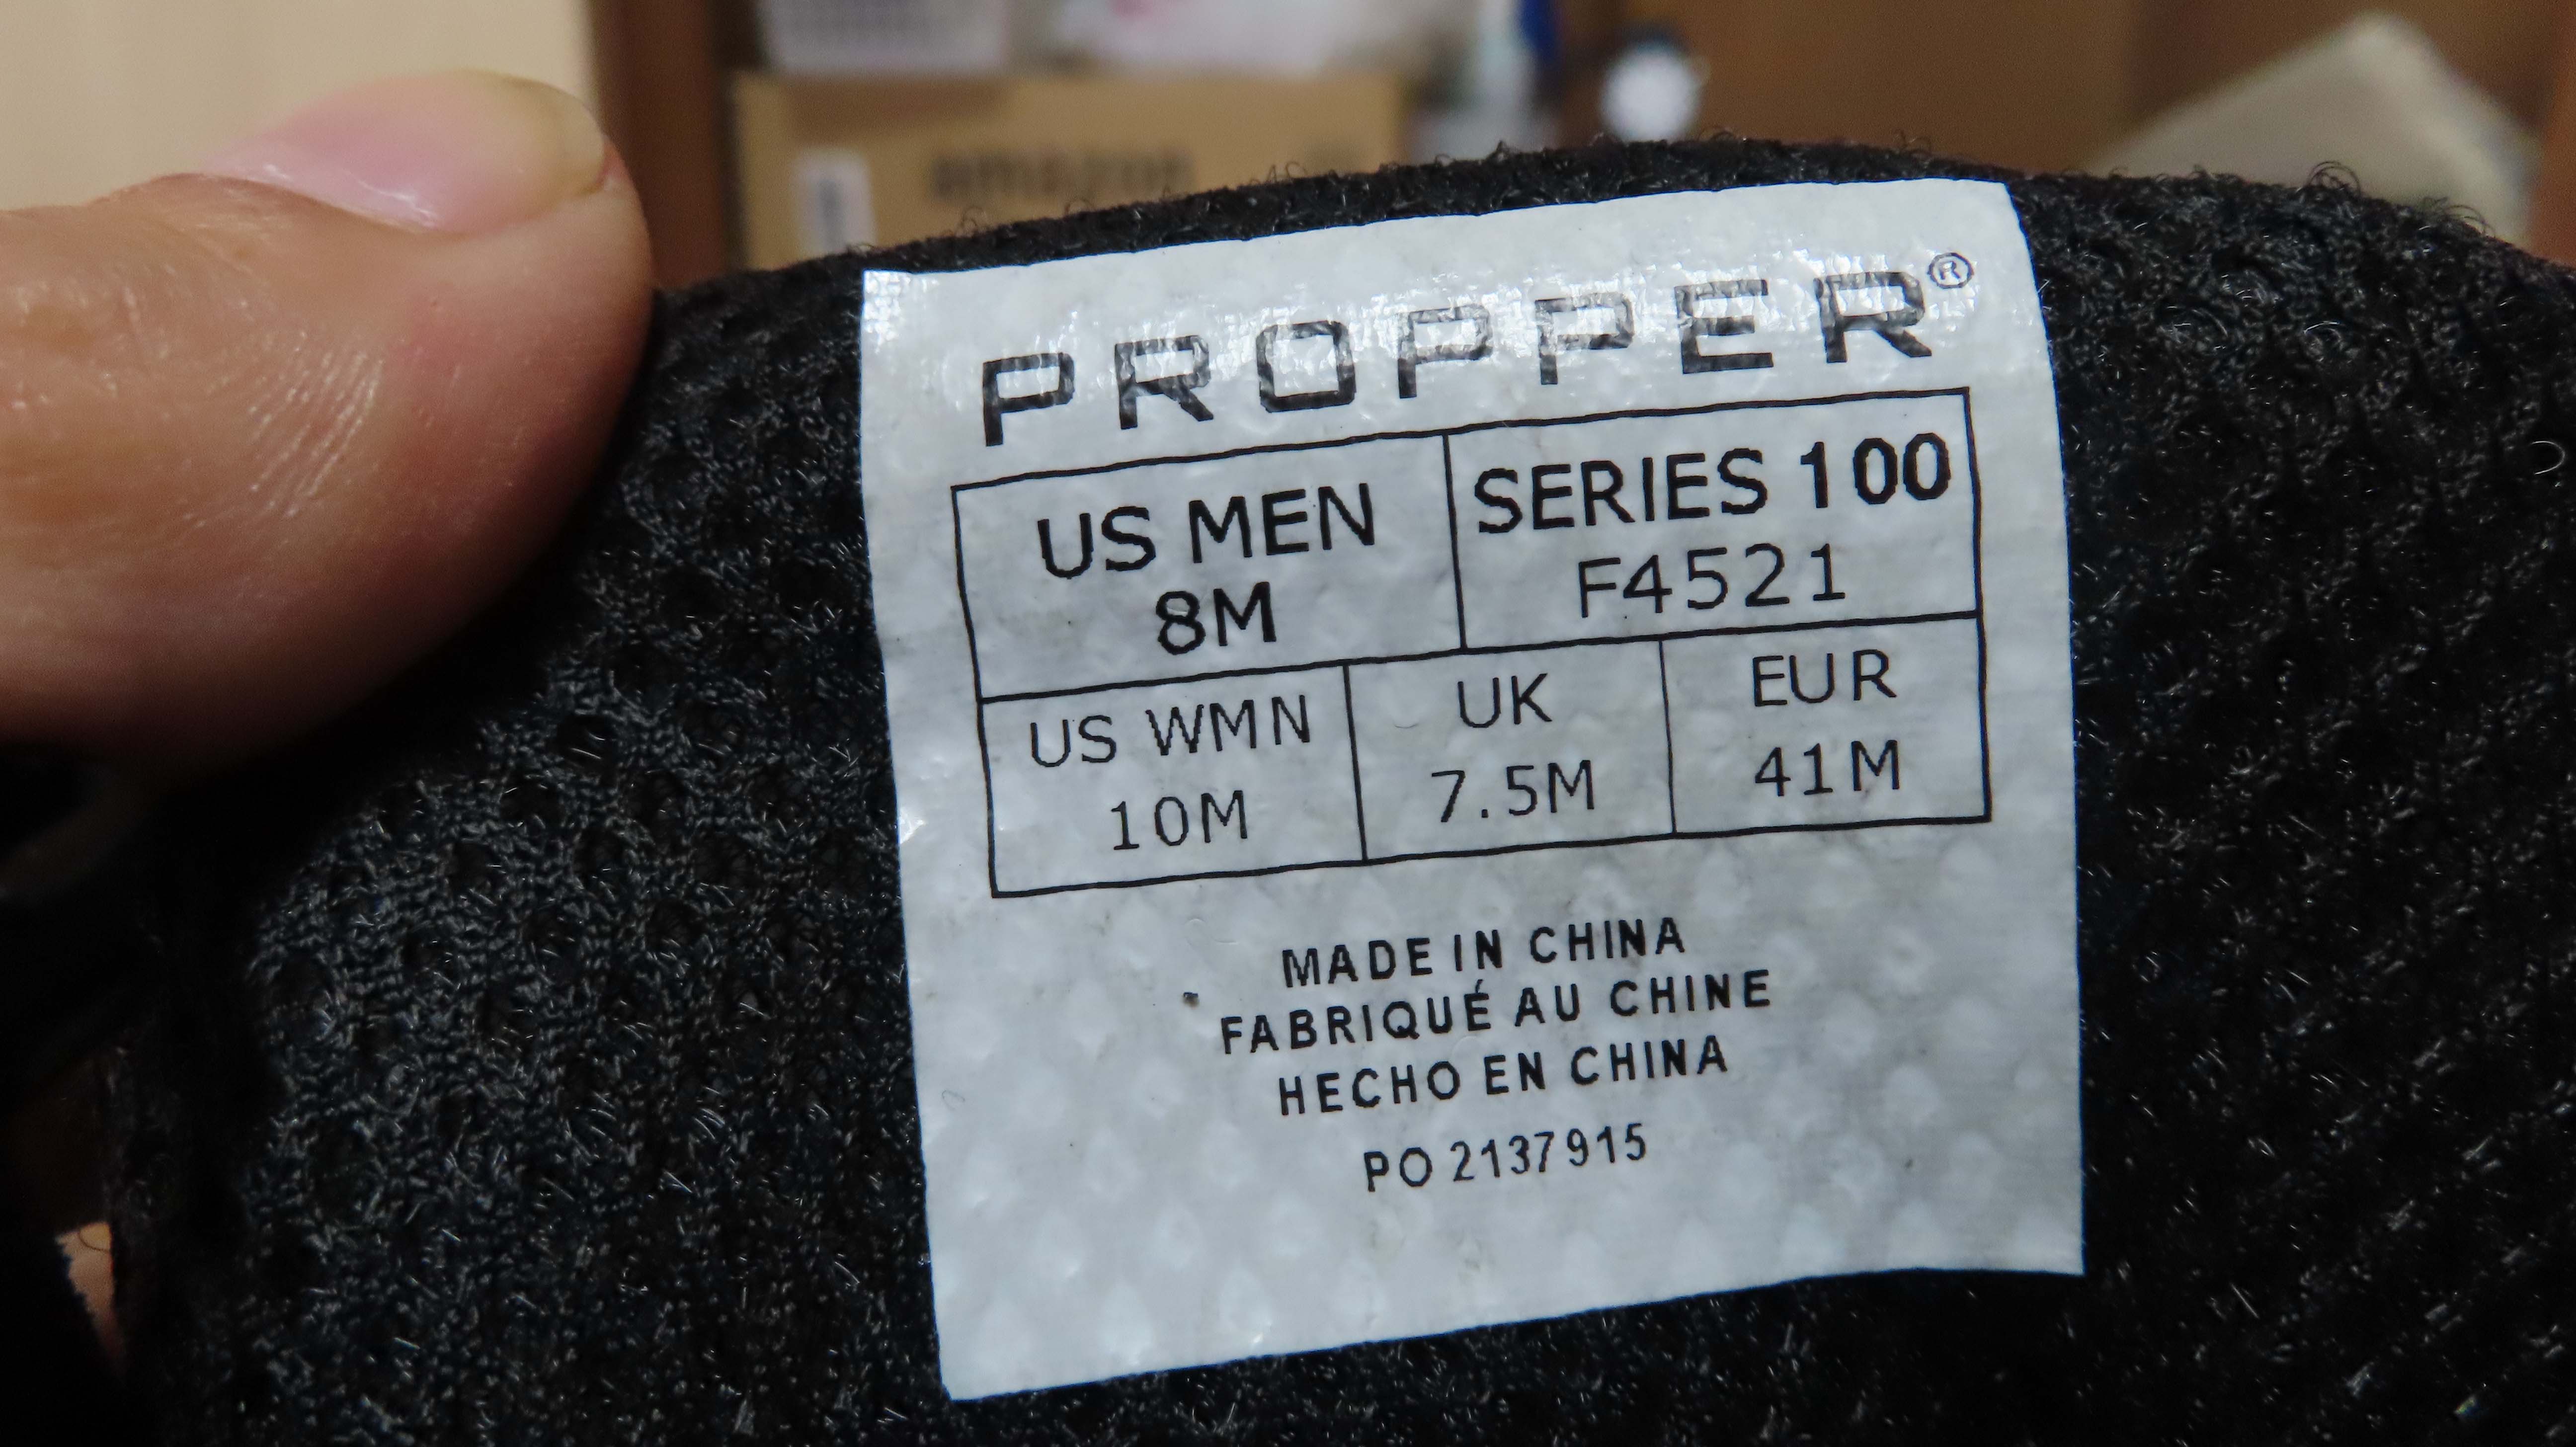 PROPPER®
US MEN
8M
SERIES 100
F4521
US WMN
10M
UK
7.5M
EUR
41M
MADE IN CHINA
FABRIQUÉ AU CHINE
HECHO EN CHINA
PO 2137915